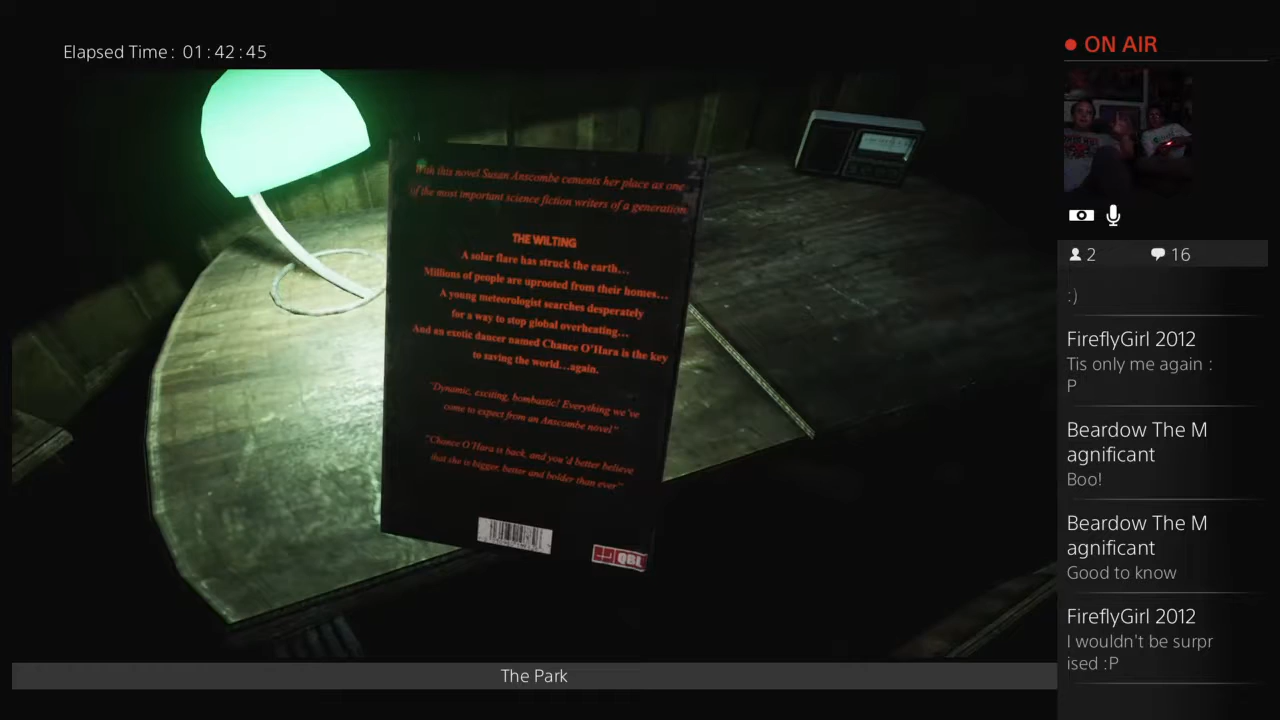 Elapsed Time: 01:42:45
ON AIR
With this novel Susan Anscombe cements her place as one
of the most important science fiction writers of a generation.
THE WILTING
A solar flare has struck the earth...
Millions of people are uprooted from their homes...
A young meteorologist searches desperately
for a way to stop global overheating...
And an exotic dancer named Chance O'Hara is the key
to saving the world...again.
"Dynamic, exciting, bombastic! Everything we've
come to expect from an Anscombe novel"
"Chance O'Hara is back, and you'd better believe
that she is bigger, better and bolder than ever"
QBL
2
16
:)
FireflyGirl 2012
Tis only me again :
P
Beardow The M
agnificant
Boo!
Beardow The M
agnificant
Good to know
FireflyGirl 2012
I wouldn't be surpr
ised :P
The Park